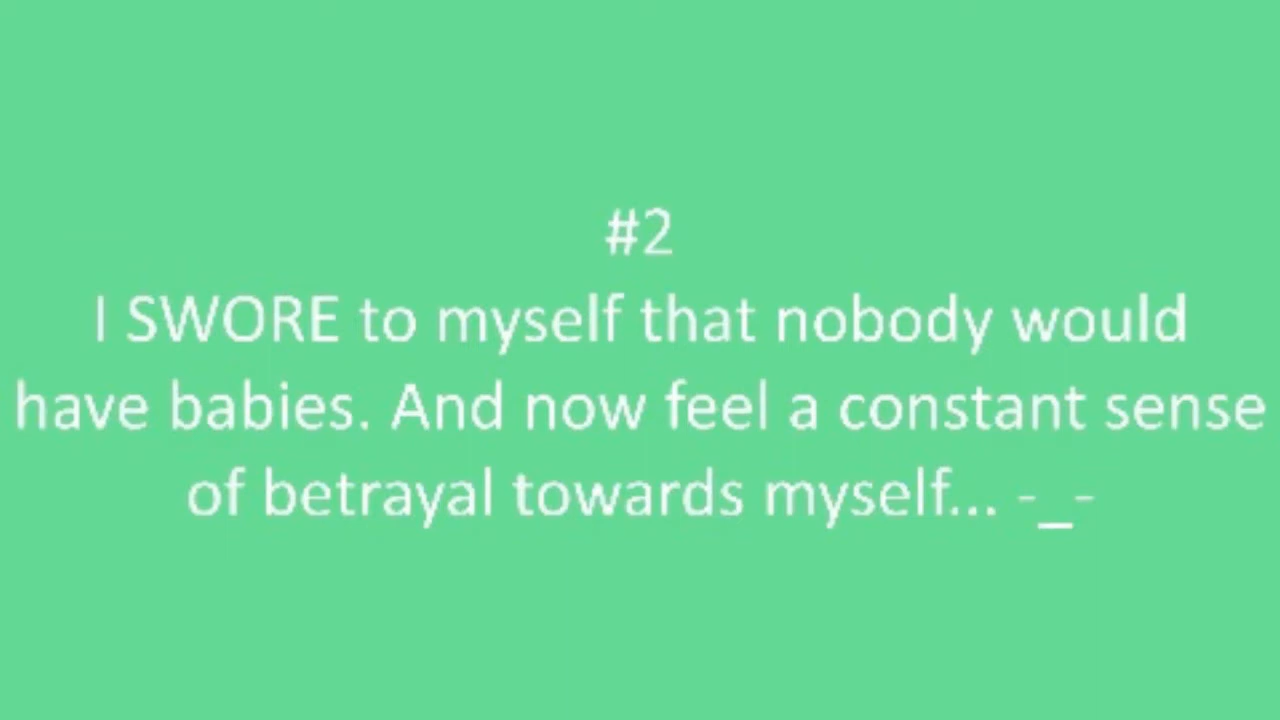 #2
I SWORE to myself that nobody would
have babies. And now feel a constant sense
of betrayal towards myself... -_-